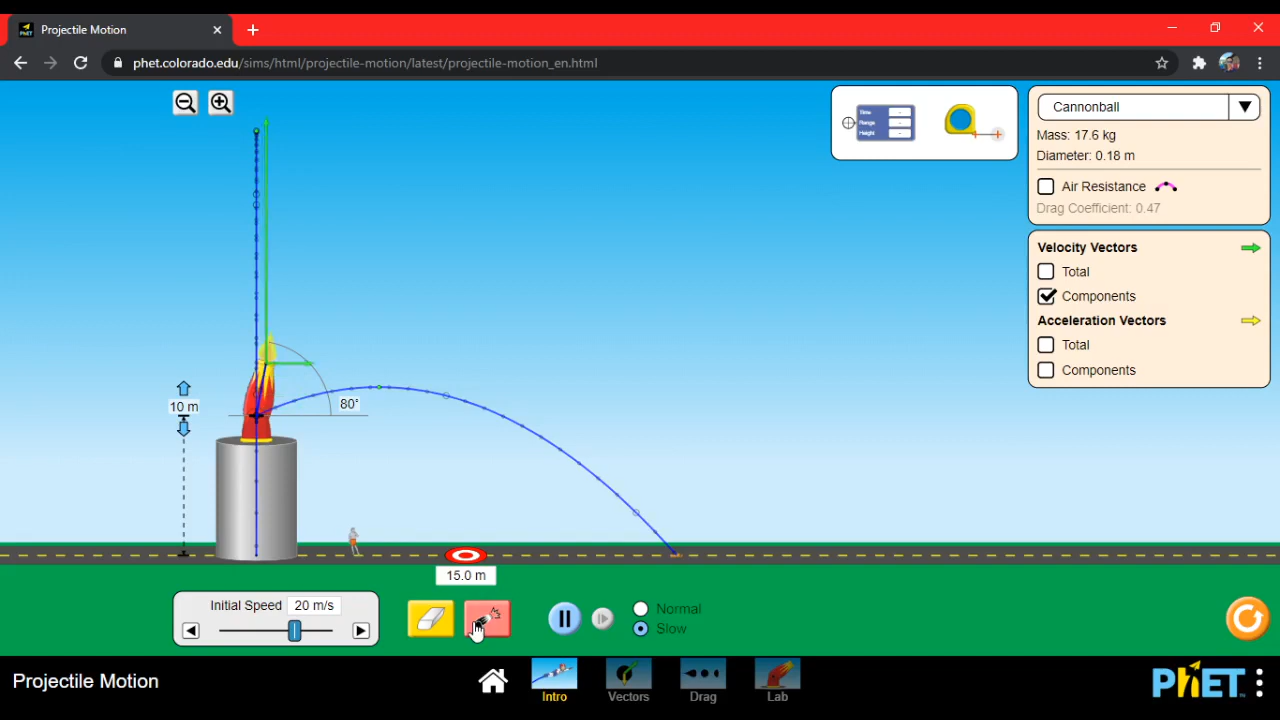 Projectile Motion
phet.colorado.edu/sims/html/projectile-motion/latest/projectile-motion_en.html
Time -
Range -
Height -
Cannonball
Mass: 17.6 kg
Diameter: 0.18 m
Air Resistance
Drag Coefficient: 0.47
Velocity Vectors
Total
Components
Acceleration Vectors
Total
Components
10 m
80°
15.0 m
Initial Speed 20 m/s
Normal
Slow
Projectile Motion
Intro
Vectors
Drag
Lab
PhET